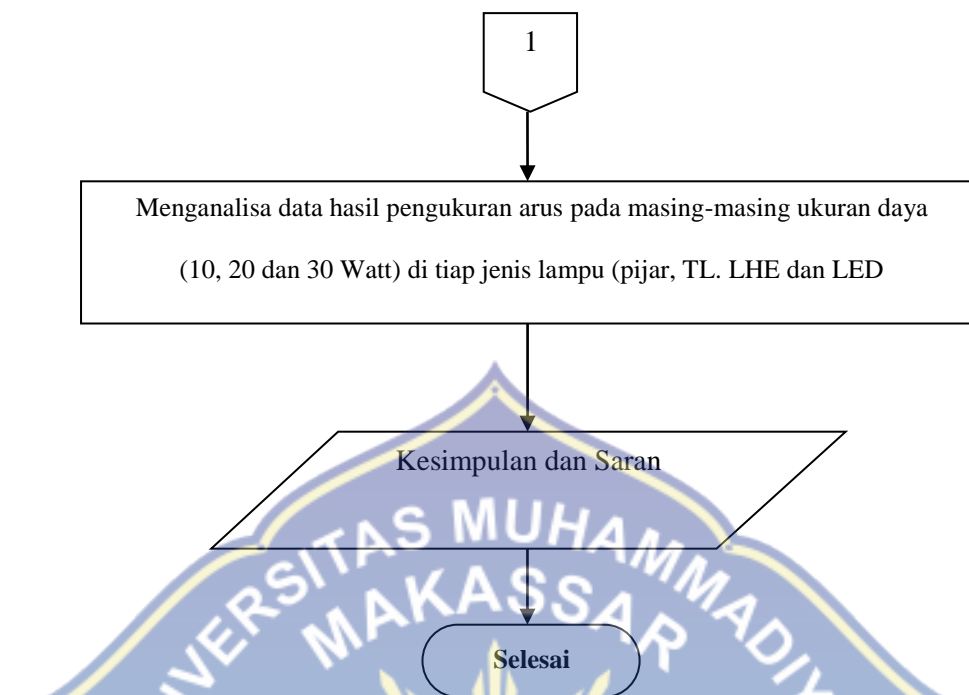 1
Menganalisa data hasil pengukuran arus pada masing-masing ukuran daya
(10, 20 dan 30 Watt) di tiap jenis lampu (pijar, TL. LHE dan LED
Kesimpulan dan Saran
ERSITAS MUHAMMADIY
MAKASSAR
Selesai